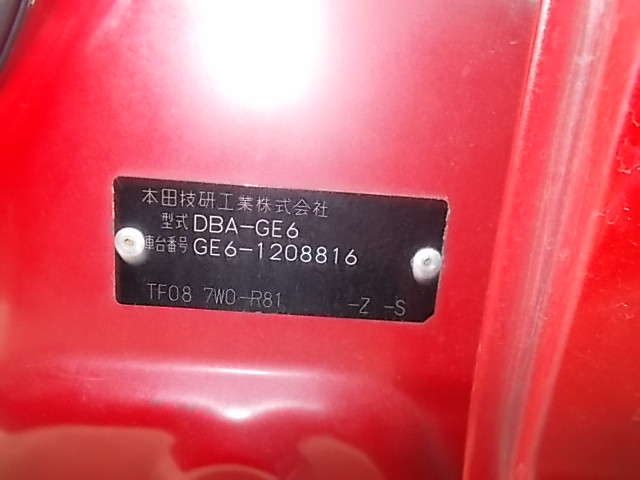 本田技研工業株式会社
型式 DBA-GE6
車台番号 GE6-1208816
TF08 7W0-R81 -Z -S